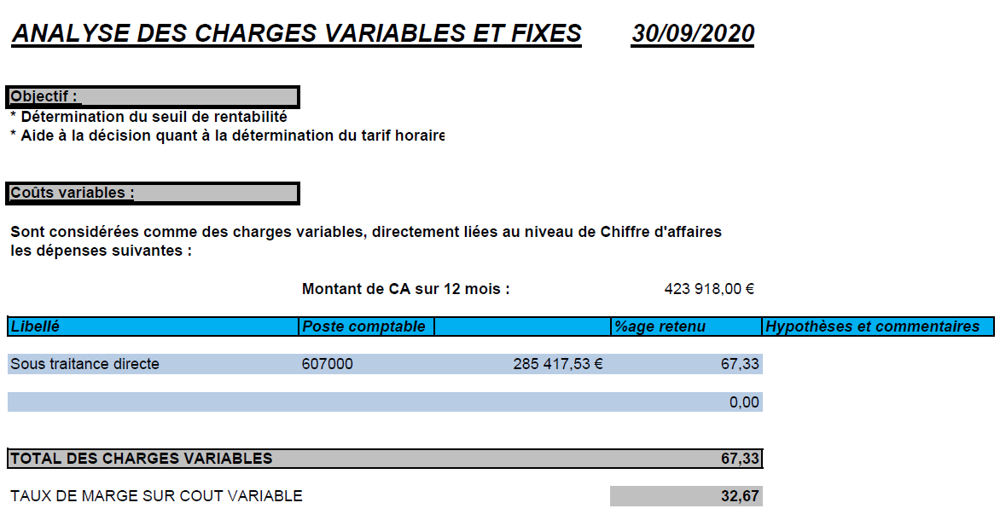 ANALYSE DES CHARGES VARIABLES ET FIXES 30/09/2020
Objectif :
* Détermination du seuil de rentabilité
* Aide à la décision quant à la détermination du tarif horaire
Coûts variables :
Sont considérées comme des charges variables, directement liées au niveau de Chiffre d'affaires
les dépenses suivantes :
Montant de CA sur 12 mois : 423 918,00 €
Libellé Poste comptable %age retenu Hypothèses et commentaires
Sous traitance directe 607000 285 417,53 € 67,33
0,00
TOTAL DES CHARGES VARIABLES 67,33
TAUX DE MARGE SUR COUT VARIABLE 32,67